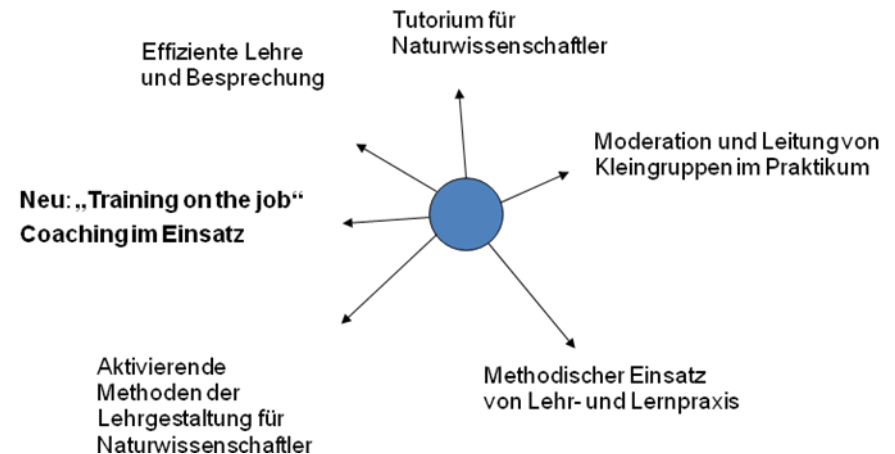 Tutorium für
Naturwissenschaftler
Effiziente Lehre
und Besprechung
Moderation und Leitung von
Kleingruppen im Praktikum
Neu: „Training on the job“
Coaching im Einsatz
Aktivierende
Methoden der
Lehrgestaltung für
Naturwissenschaftler
Methodischer Einsatz
von Lehr- und Lernpraxis